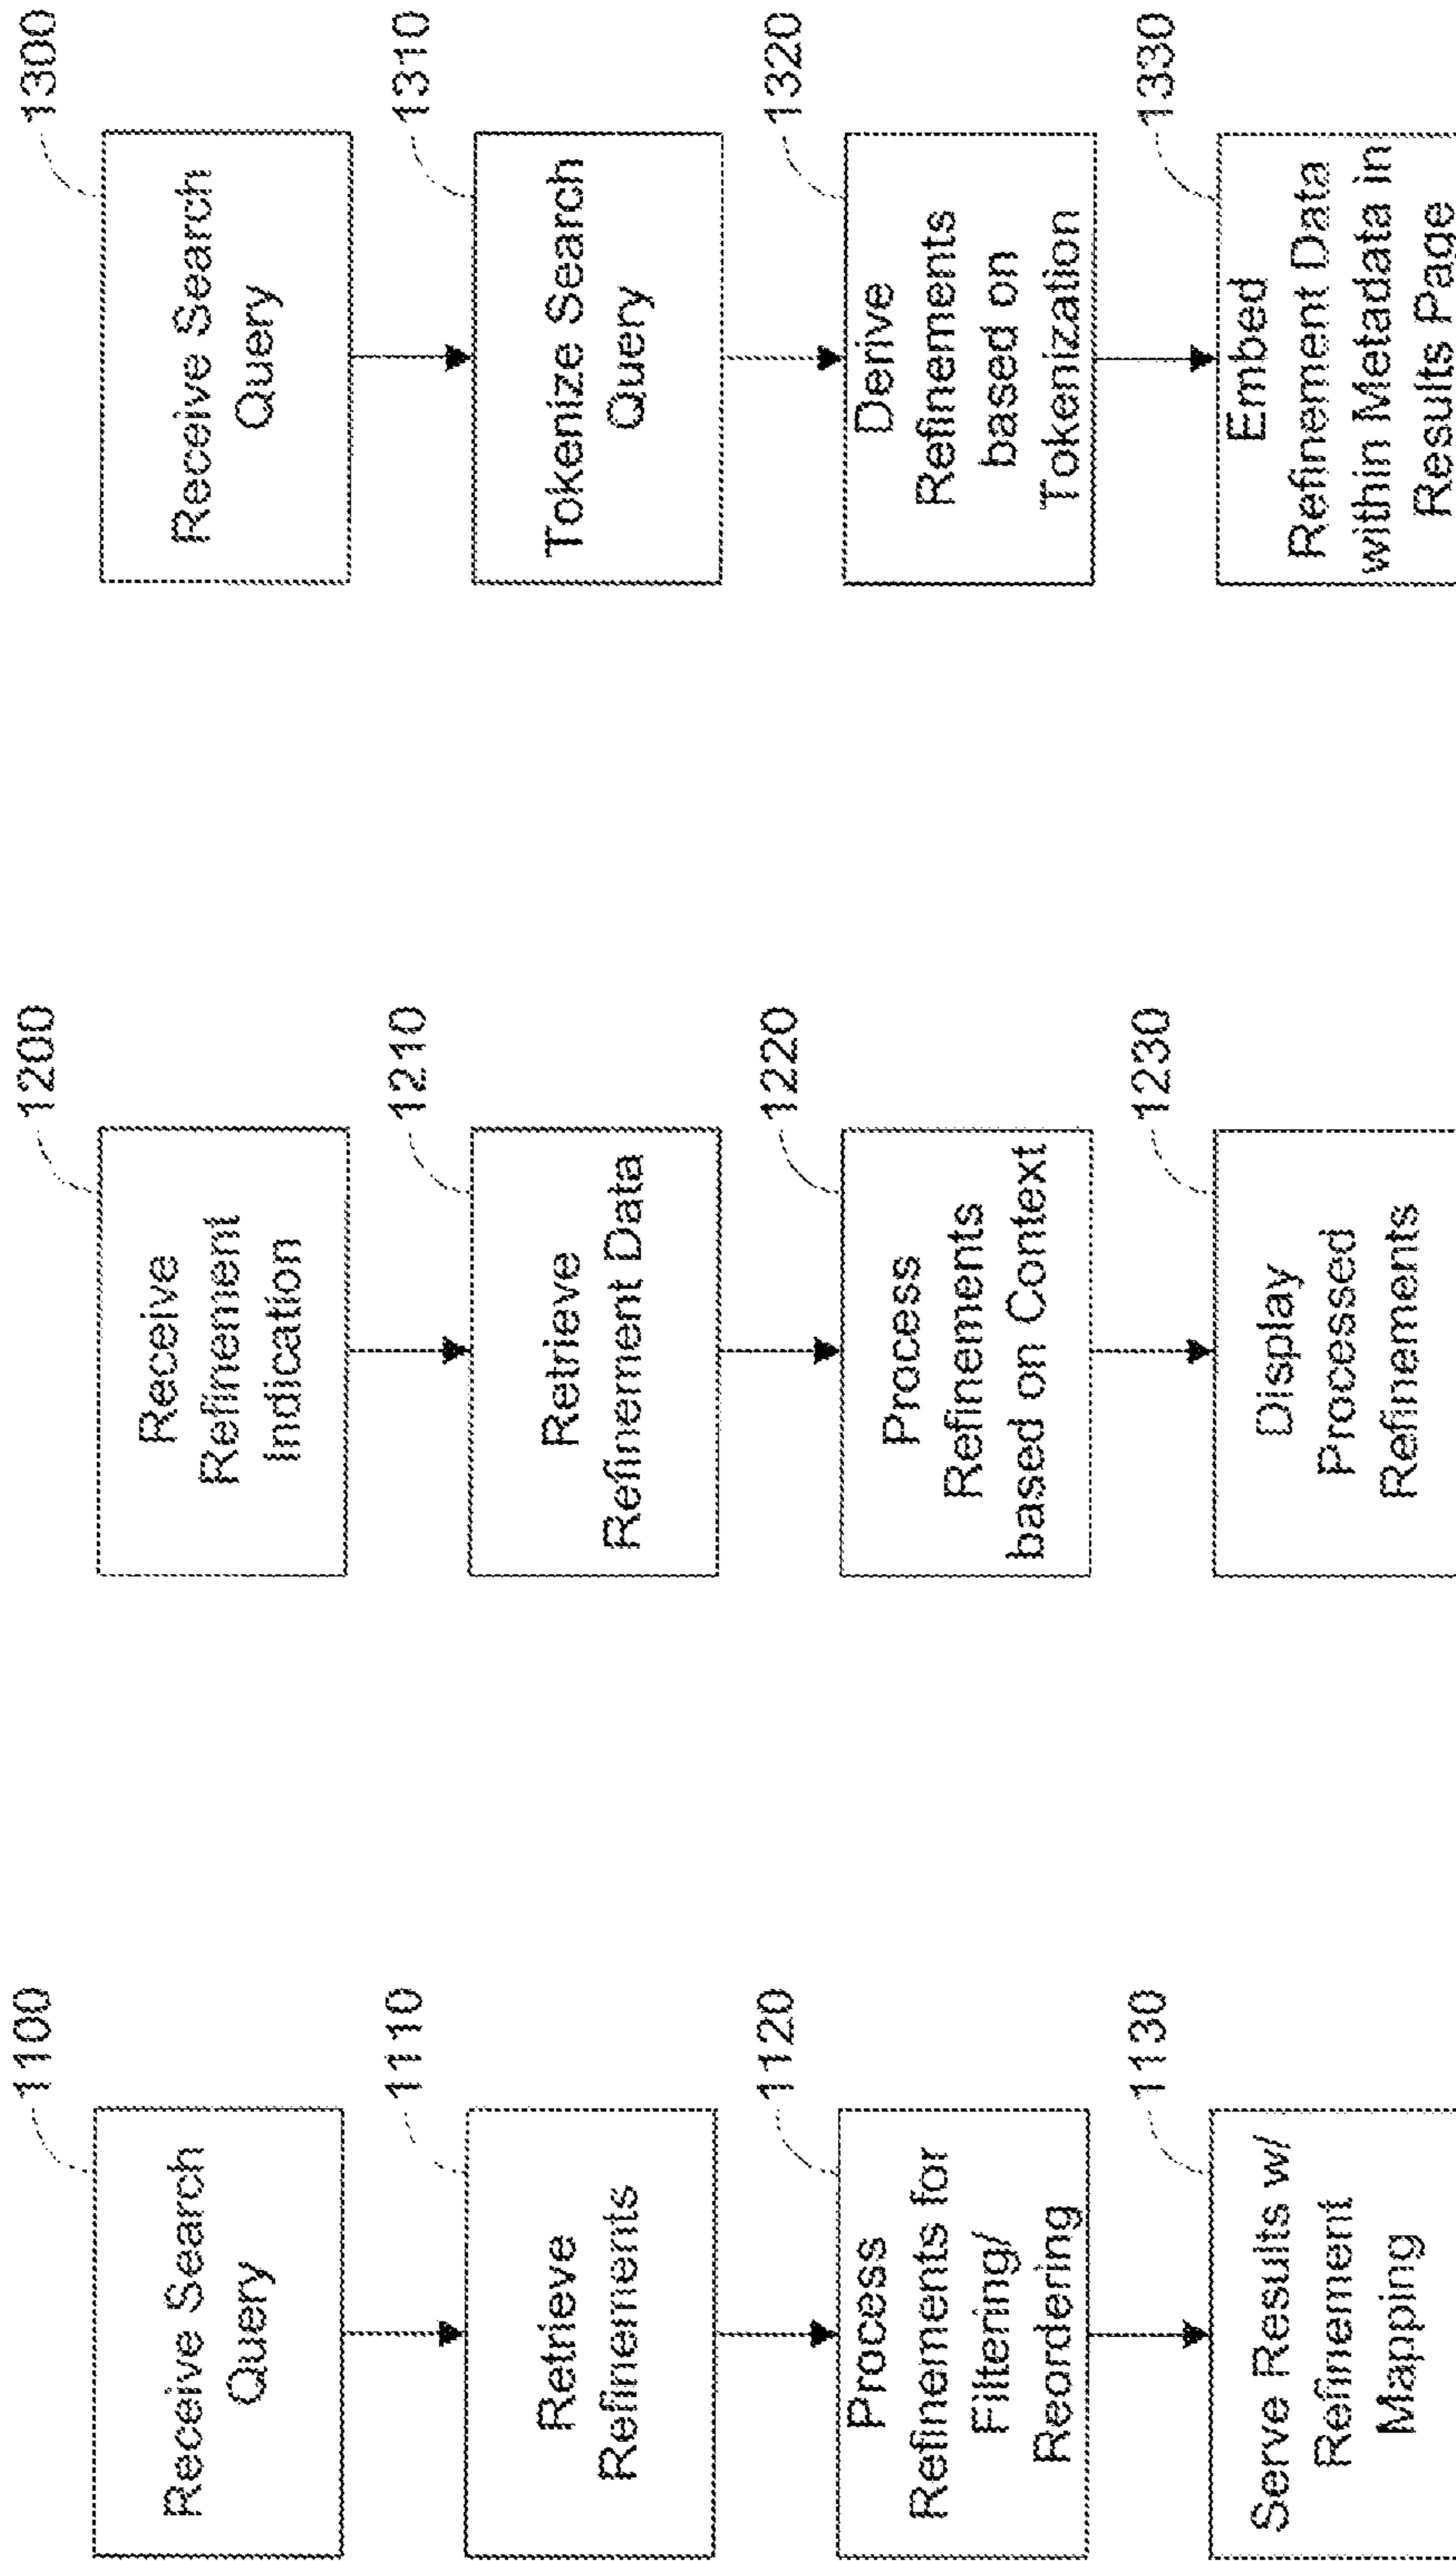 1100
Receive Search
Query
1110
Retrieve
Refinements
1120
Process
Refinements for
Filtering/
Reordering
1130
Serve Results w/
Refinement
Mapping
1200
Receive
Refinement
Indication
1210
Retrieve
Refinement Data
1220
Process
Refinements
based on Context
1230
Display
Processed
Refinements
1300
Receive Search
Query
1310
Tokenize Search
Query
1320
Derive
Refinements
based on
Tokenization
1330
Embed
Refinement Data
within Metadata in
Results Page